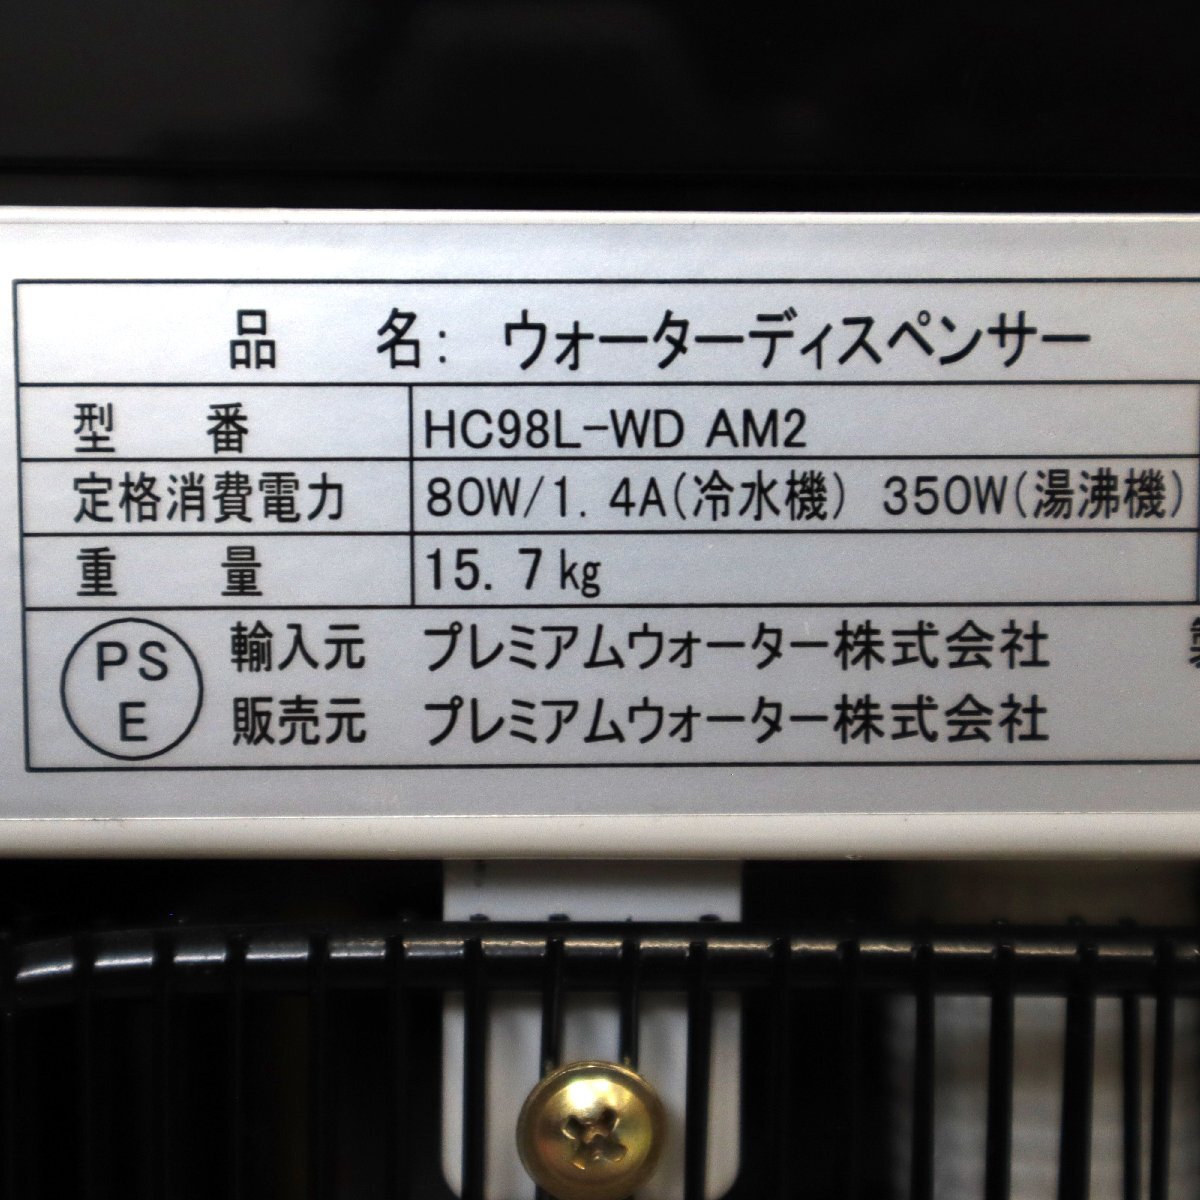 品　名: ウォーターディスペンサー
型　番 HC98L-WD AM2
定格消費電力 80W/1.4A(冷水機) 350W(湯沸機)
重　量 15.7kg
PS
E
輸入元 プレミアムウォーター株式会社
販売元 プレミアムウォーター株式会社